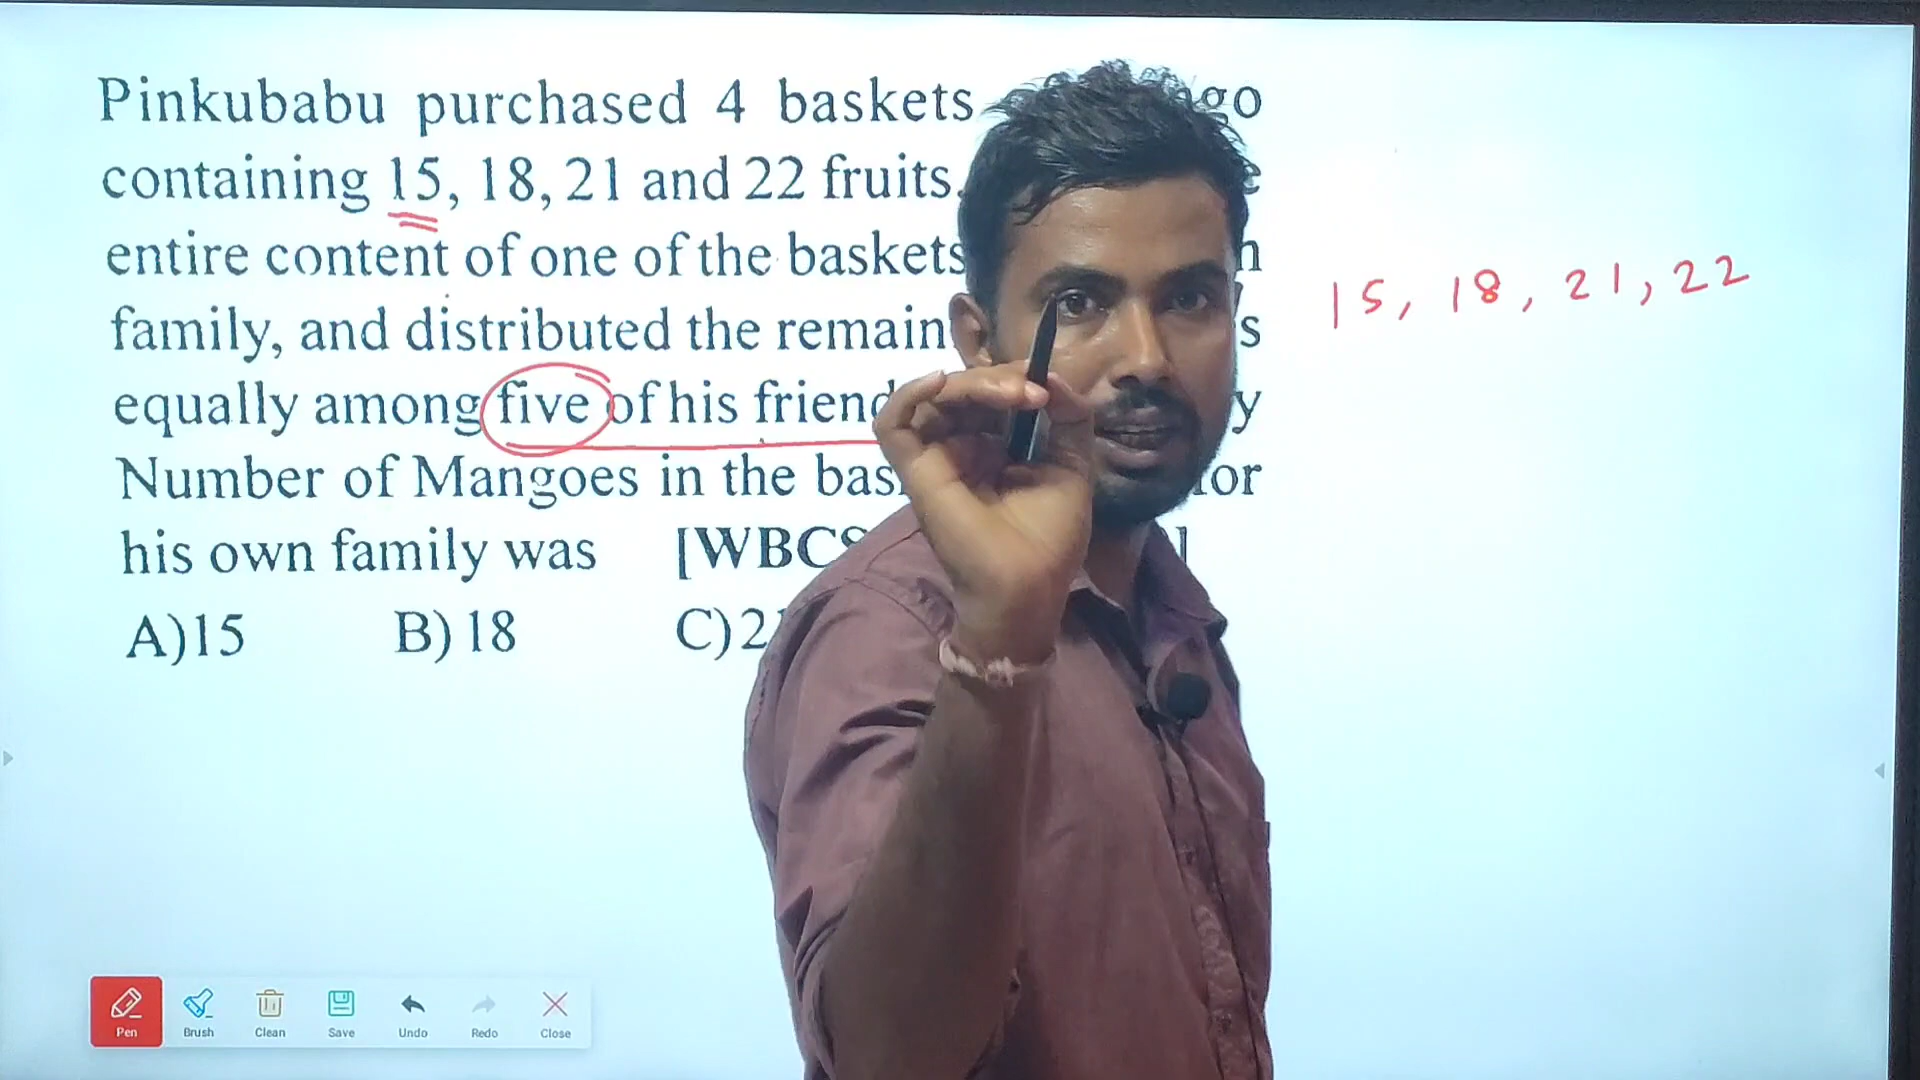 Pinkubabu purchased 4 baskets
containing 15, 18, 21 and 22 fruits.
entire content of one of the baskets
family, and distributed the remain
equally among five of his friend
Number of Mangoes in the bas
his own family was [WBCS
A)15 B) 18 C)2
15, 18, 21, 22
Pen Brush Clean Save Undo Redo Close